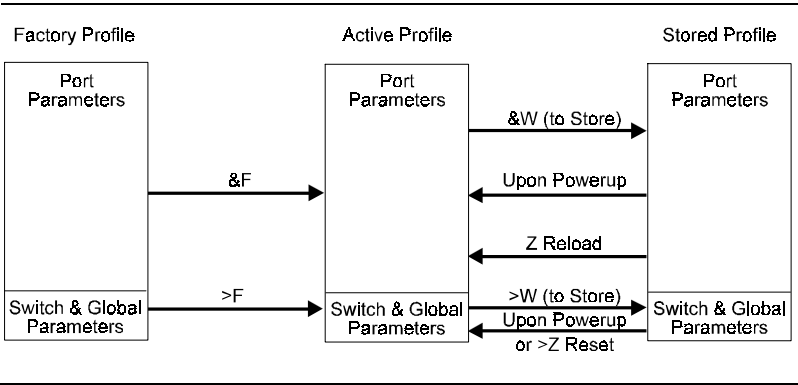 Factory Profile
Active Profile
Stored Profile
Port
Parameters
Port
Parameters
Port
Parameters
&W (to Store)
&F
Upon Powerup
Z Reload
>F
>W (to Store)
Switch & Global
Parameters
Switch & Global
Parameters
Switch & Global
Parameters
Upon Powerup
or >Z Reset